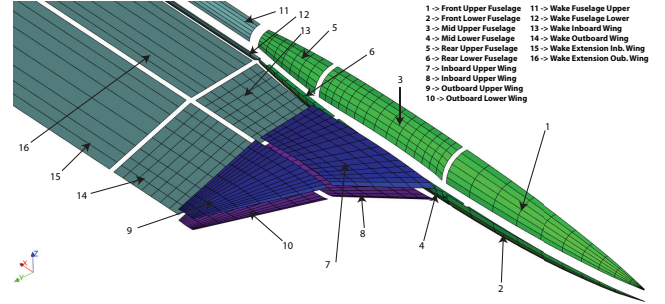 1 -> Front Upper Fuselage 11 -> Wake Fuselage Upper
2 -> Front Lower Fuselage 12 -> Wake Fuselage Lower
3 -> Mid Upper Fuselage 13 -> Wake Inboard Wing
4 -> Mid Lower Fuselage 14 -> Wake Outboard Wing
5 -> Rear Upper Fuselage 15 -> Wake Extension Inb. Wing
6 -> Rear Lower Fuselage 16 -> Wake Extension Oub. Wing
7 -> Inboard Upper Wing
8 -> Inboard Upper Wing
9 -> Outboard Upper Wing
10 -> Outboard Lower Wing
11
5
12
13
6
3
1
16
15
14
9
10
7
8
4
2
Z
X
Y